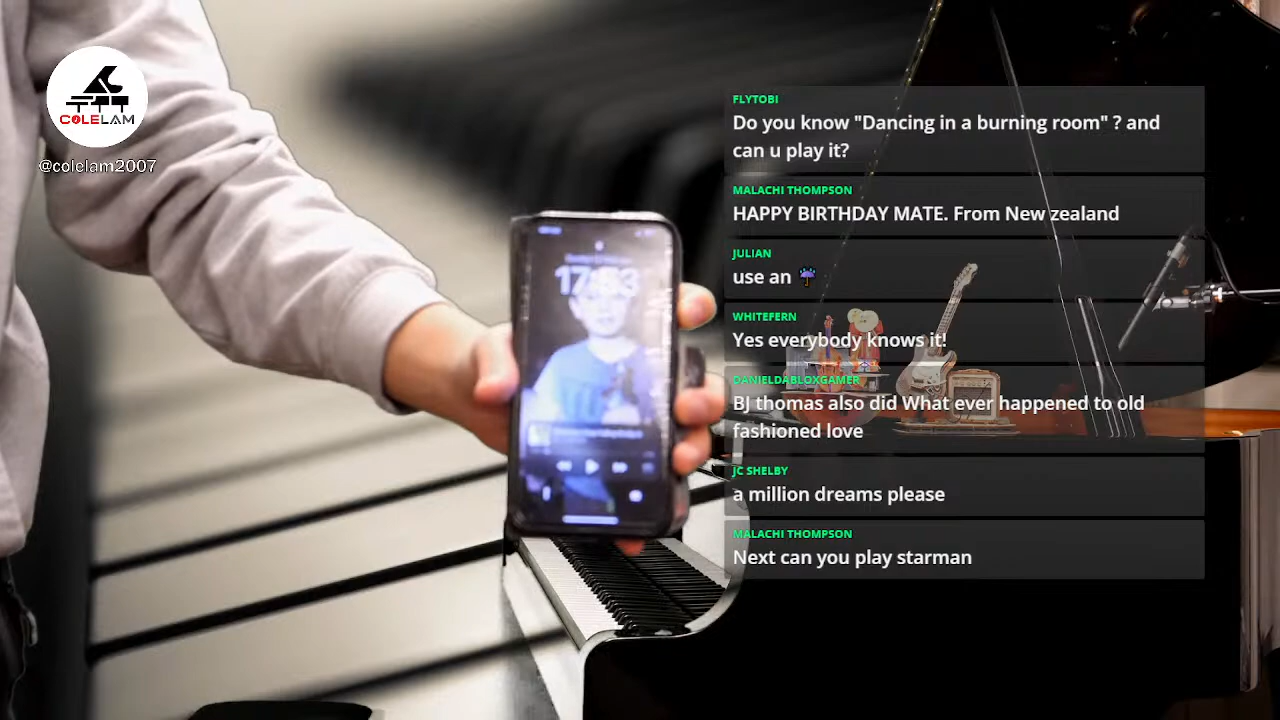 COLELAM
@colelam2007
17:53
FLYTOBI
Do you know "Dancing in a burning room" ? and
can u play it?
MALACHI THOMPSON
HAPPY BIRTHDAY MATE. From New zealand
JULIAN
use an ☔
WHITEFERN
Yes everybody knows it!
DANIELDABLOXGAMER
BJ thomas also did What ever happened to old
fashioned love
JC SHELBY
a million dreams please
MALACHI THOMPSON
Next can you play starman